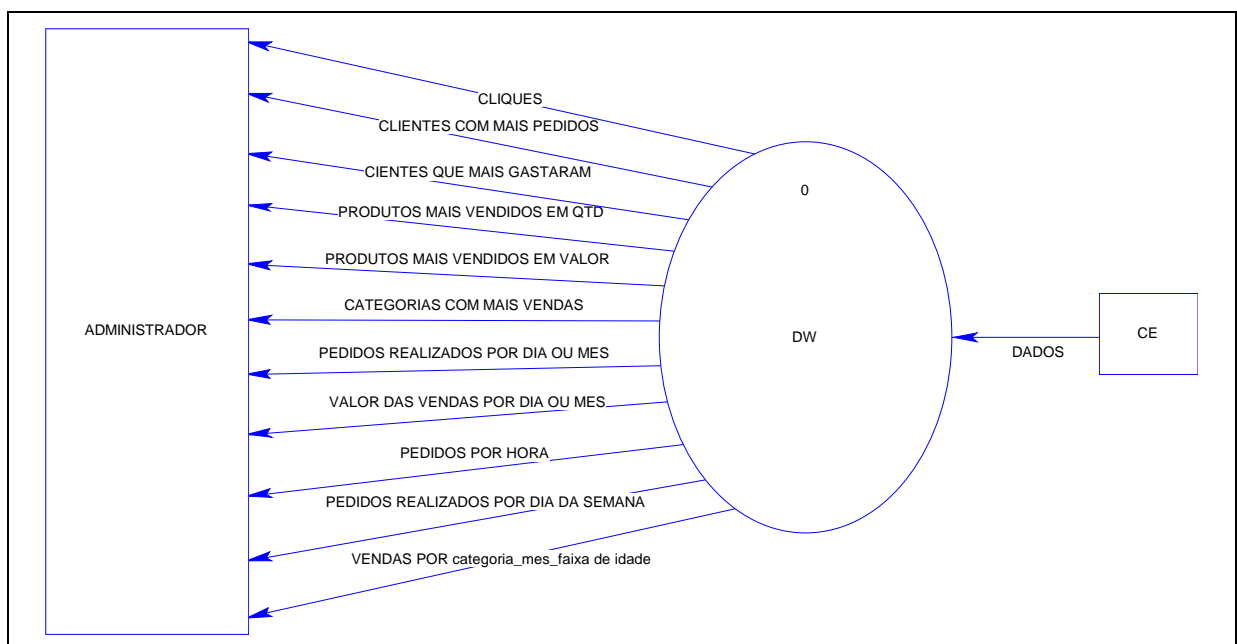 CLIQUES
CLIENTES COM MAIS PEDIDOS
CIENTES QUE MAIS GASTARAM
0
PRODUTOS MAIS VENDIDOS EM QTD
PRODUTOS MAIS VENDIDOS EM VALOR
CATEGORIAS COM MAIS VENDAS
ADMINISTRADOR
DW
CE
DADOS
PEDIDOS REALIZADOS POR DIA OU MES
VALOR DAS VENDAS POR DIA OU MES
PEDIDOS POR HORA
PEDIDOS REALIZADOS POR DIA DA SEMANA
VENDAS POR categoria_mes_faixa de idade